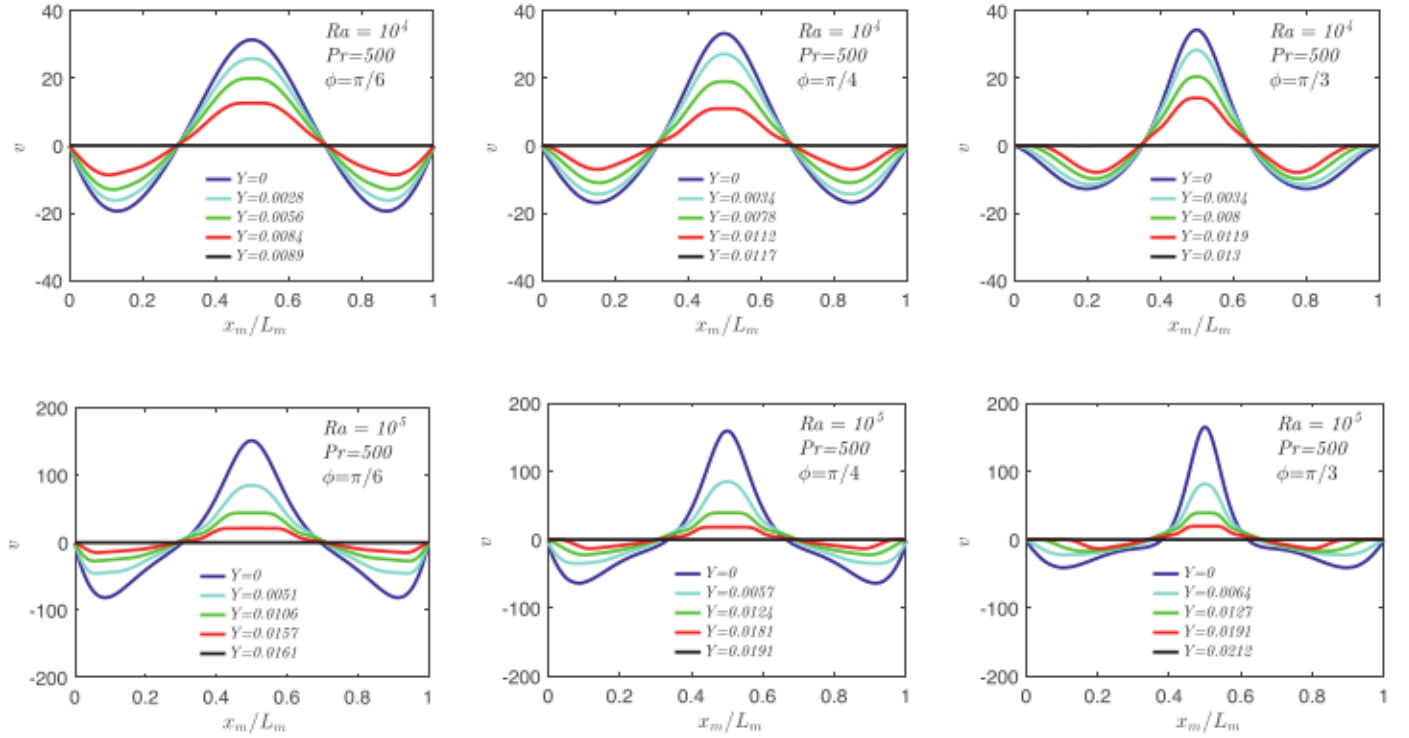 40
20
0
-20
-40
v
Ra = 10^4
Pr=500
ϕ=π/6
Y=0
Y=0.0028
Y=0.0056
Y=0.0084
Y=0.0089
0 0.2 0.4 0.6 0.8 1
x_m/L_m
40
20
0
-20
-40
v
Ra = 10^4
Pr=500
ϕ=π/4
Y=0
Y=0.0034
Y=0.0078
Y=0.0112
Y=0.0117
0 0.2 0.4 0.6 0.8 1
x_m/L_m
40
20
0
-20
-40
v
Ra = 10^4
Pr=500
ϕ=π/3
Y=0
Y=0.0034
Y=0.008
Y=0.0119
Y=0.013
0 0.2 0.4 0.6 0.8 1
x_m/L_m
200
100
0
-100
-200
v
Ra = 10^5
Pr=500
ϕ=π/6
Y=0
Y=0.0051
Y=0.0106
Y=0.0157
Y=0.0161
0 0.2 0.4 0.6 0.8 1
x_m/L_m
200
100
0
-100
-200
v
Ra = 10^5
Pr=500
ϕ=π/4
Y=0
Y=0.0057
Y=0.0124
Y=0.0181
Y=0.0191
0 0.2 0.4 0.6 0.8 1
x_m/L_m
200
100
0
-100
-200
v
Ra = 10^5
Pr=500
ϕ=π/3
Y=0
Y=0.0064
Y=0.0127
Y=0.0191
Y=0.0212
0 0.2 0.4 0.6 0.8 1
x_m/L_m